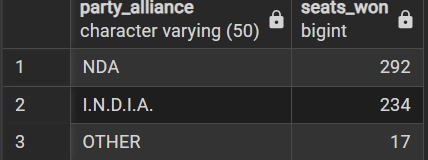 party_alliance seats_won
character varying (50) bigint
1 NDA 292
2 I.N.D.I.A. 234
3 OTHER 17